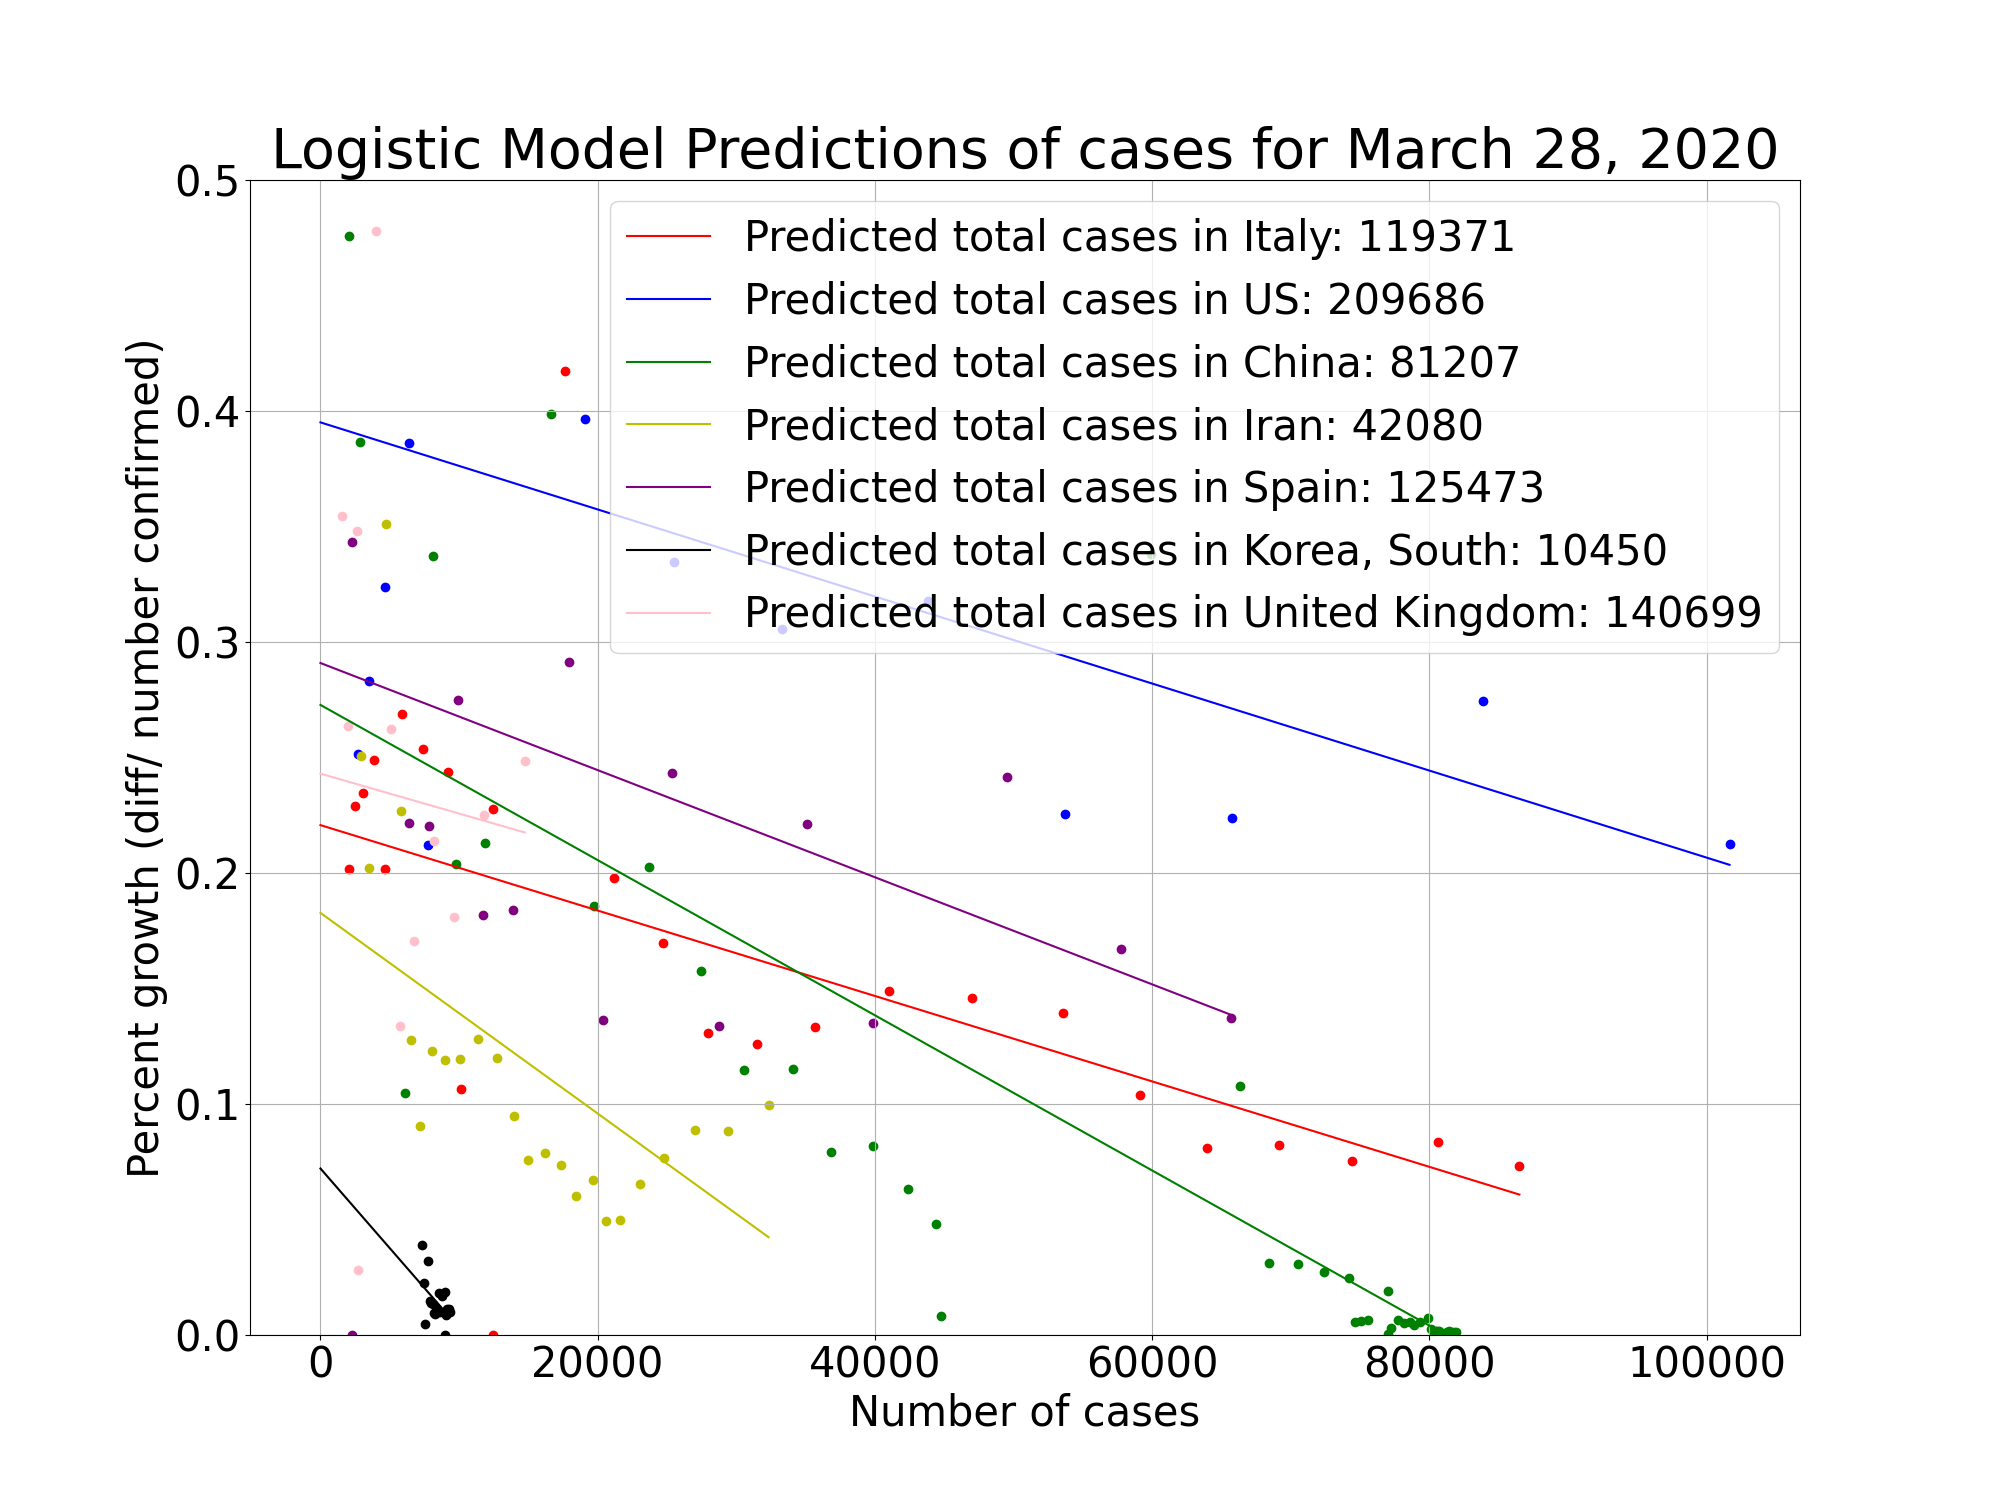 Logistic Model Predictions of cases for March 28, 2020
0.5
0.4
0.3
0.2
0.1
0.0
Percent growth (diff/ number confirmed)
Predicted total cases in Italy: 119371
Predicted total cases in US: 209686
Predicted total cases in China: 81207
Predicted total cases in Iran: 42080
Predicted total cases in Spain: 125473
Predicted total cases in Korea, South: 10450
Predicted total cases in United Kingdom: 140699
0 20000 40000 60000 80000 100000
Number of cases